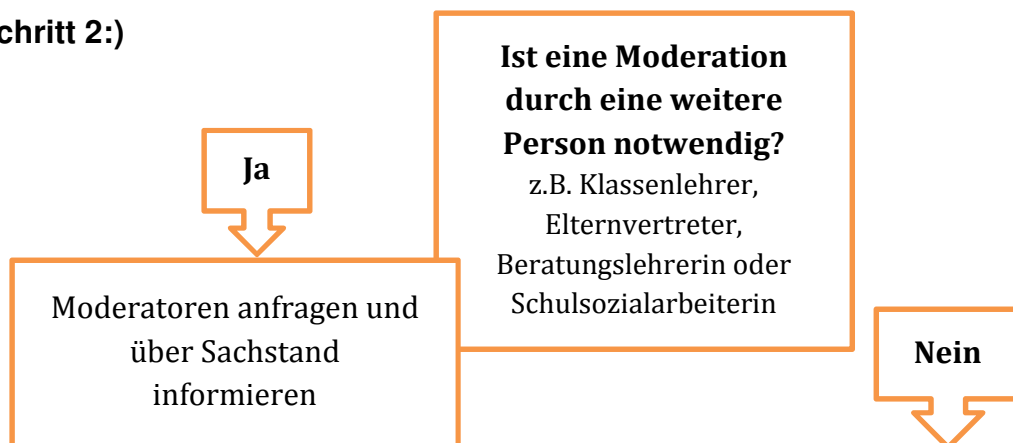 chritt 2:)
Ist eine Moderation
durch eine weitere
Person notwendig?
z.B. Klassenlehrer,
Elternvertreter,
Beratungslehrerin oder
Schulsozialarbeiterin
Ja
Moderatoren anfragen und
über Sachstand
informieren
Nein